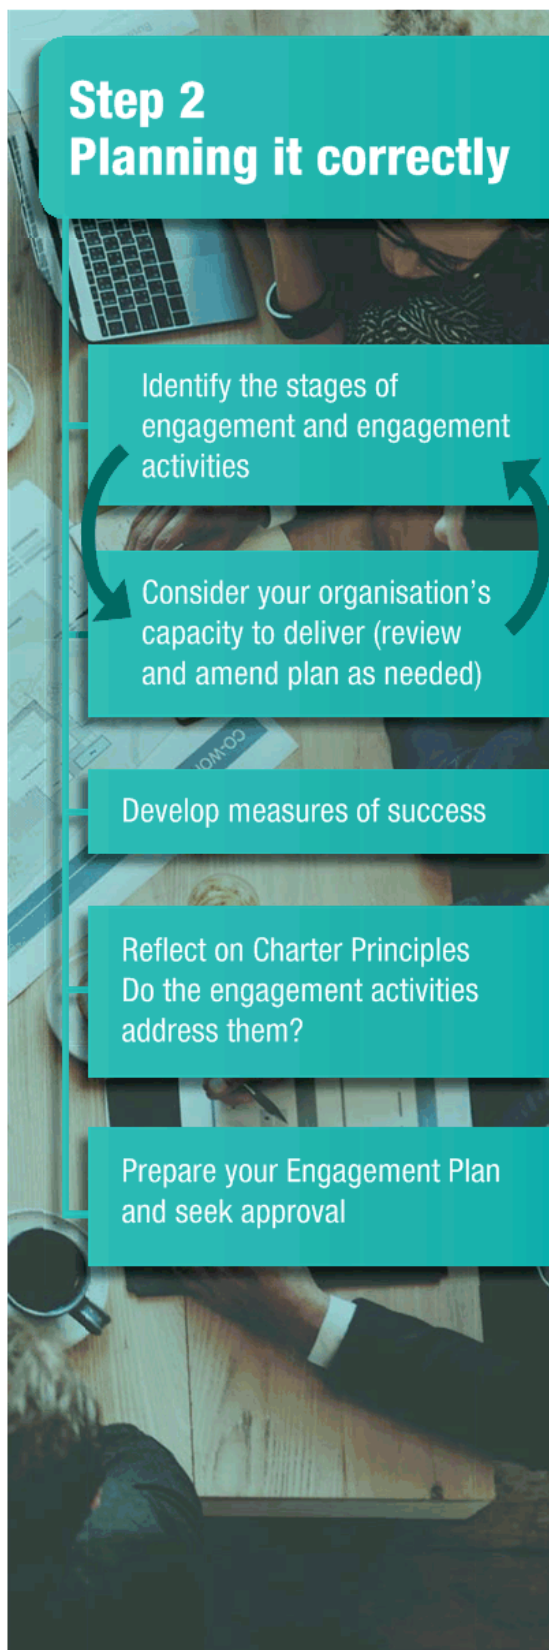 Step 2
Planning it correctly
Identify the stages of
engagement and engagement
activities
Consider your organisation's
capacity to deliver (review
and amend plan as needed)
CO-WO
Develop measures of success
Reflect on Charter Principles
Do the engagement activities
address them?
Prepare your Engagement Plan
and seek approval